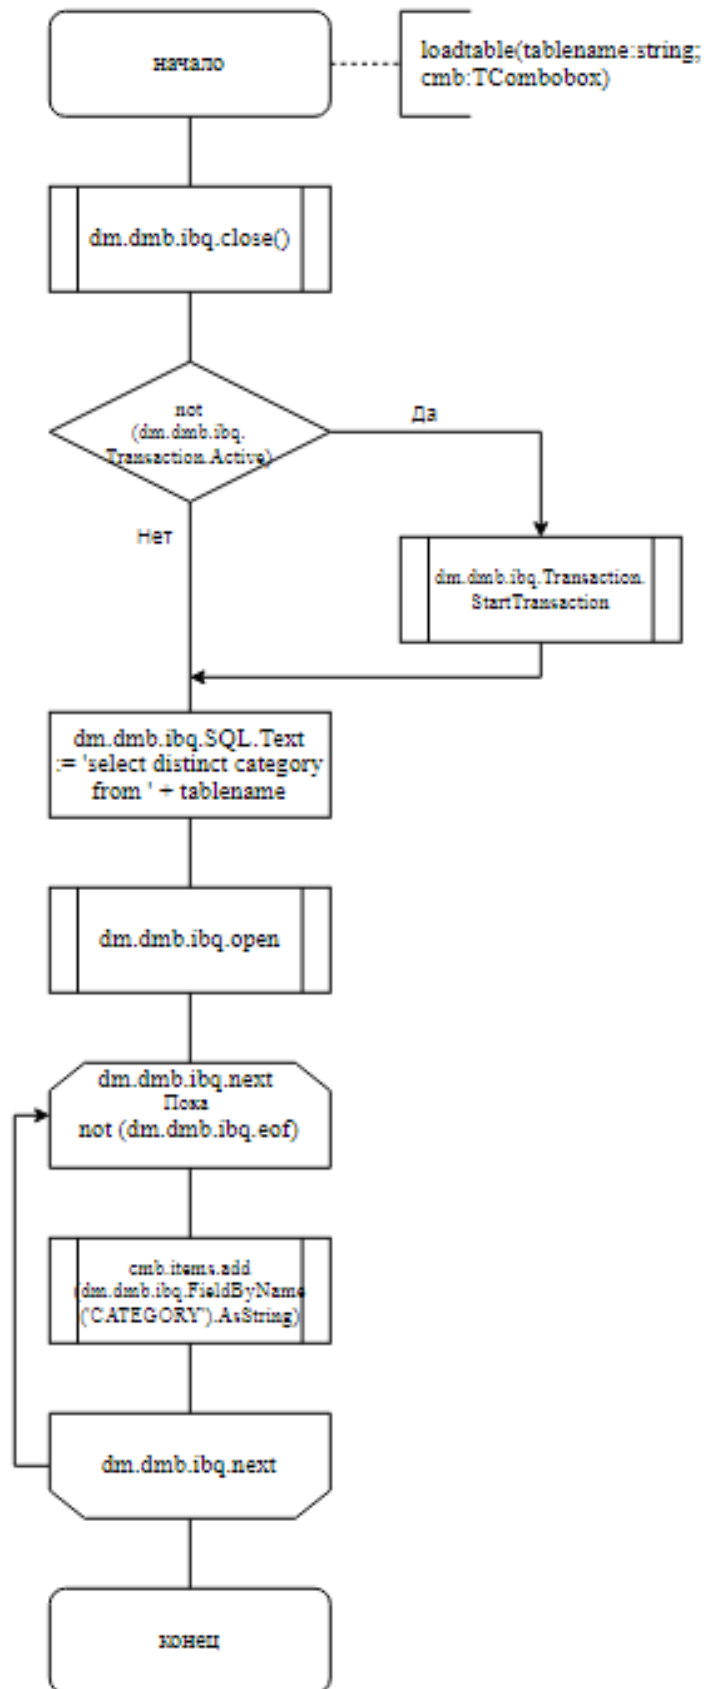 начало
loadtable(tablename:string;
cmb:TCombobox)
dm.dmb.ibq.close()
not
(dm.dmb.ibq.
Transaction.Active)
Да
Нет
dm.dmb.ibq.Transaction.
StartTransaction
dm.dmb.ibq.SQL.Text
:= 'select distinct category
from ' + tablename
dm.dmb.ibq.open
dm.dmb.ibq.next
Пока
not (dm.dmb.ibq.eof)
cmb.items.add
(dm.dmb.ibq.FieldByName
('CATEGORY').AsString)
dm.dmb.ibq.next
конец